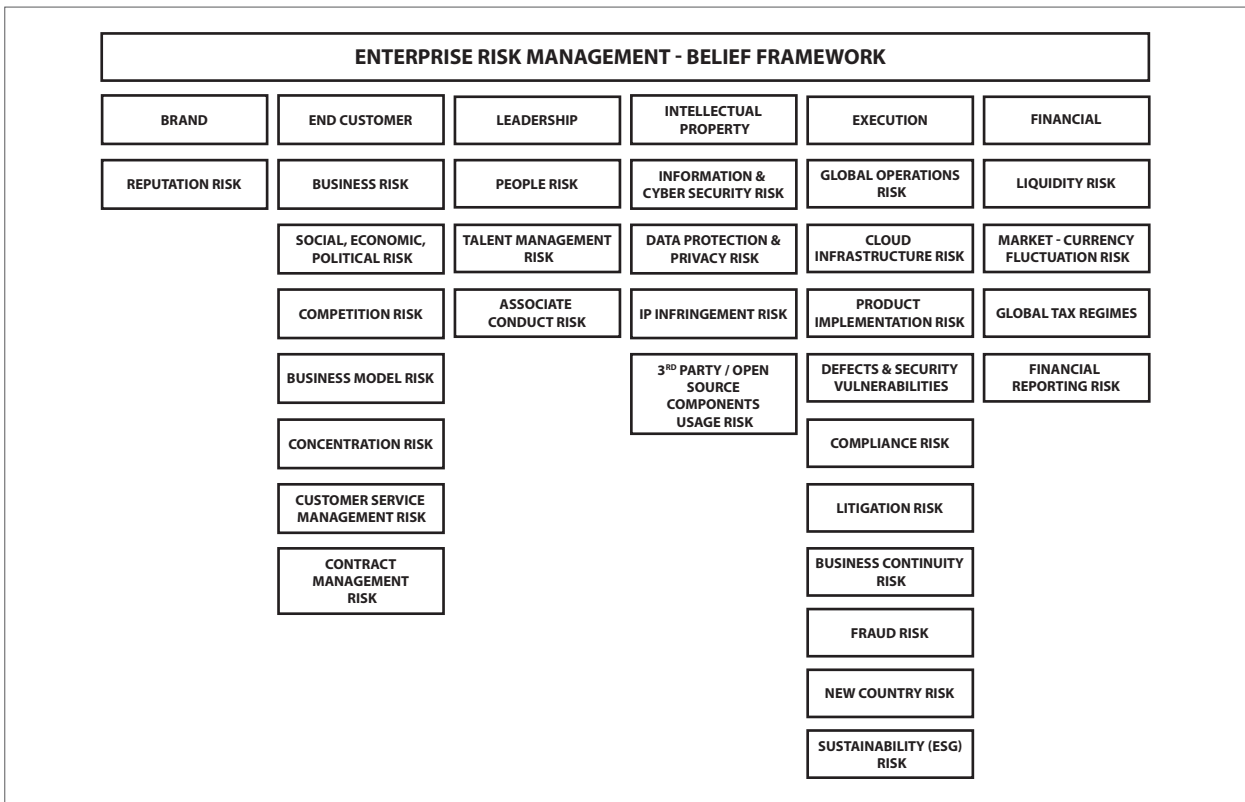 ENTERPRISE RISK MANAGEMENT - BELIEF FRAMEWORK
BRAND
END CUSTOMER
LEADERSHIP
INTELLECTUAL
PROPERTY
EXECUTION
FINANCIAL
REPUTATION RISK
BUSINESS RISK
PEOPLE RISK
INFORMATION &
CYBER SECURITY RISK
GLOBAL OPERATIONS
RISK
LIQUIDITY RISK
SOCIAL, ECONOMIC,
POLITICAL RISK
TALENT MANAGEMENT
RISK
DATA PROTECTION &
PRIVACY RISK
CLOUD
INFRASTRUCTURE RISK
MARKET - CURRENCY
FLUCTUATION RISK
COMPETITION RISK
ASSOCIATE
CONDUCT RISK
IP INFRINGEMENT RISK
PRODUCT
IMPLEMENTATION RISK
GLOBAL TAX REGIMES
BUSINESS MODEL RISK
3RD PARTY / OPEN
SOURCE
COMPONENTS
USAGE RISK
DEFECTS & SECURITY
VULNERABILITIES
FINANCIAL
REPORTING RISK
CONCENTRATION RISK
COMPLIANCE RISK
CUSTOMER SERVICE
MANAGEMENT RISK
LITIGATION RISK
CONTRACT
MANAGEMENT
RISK
BUSINESS CONTINUITY
RISK
FRAUD RISK
NEW COUNTRY RISK
SUSTAINABILITY (ESG)
RISK